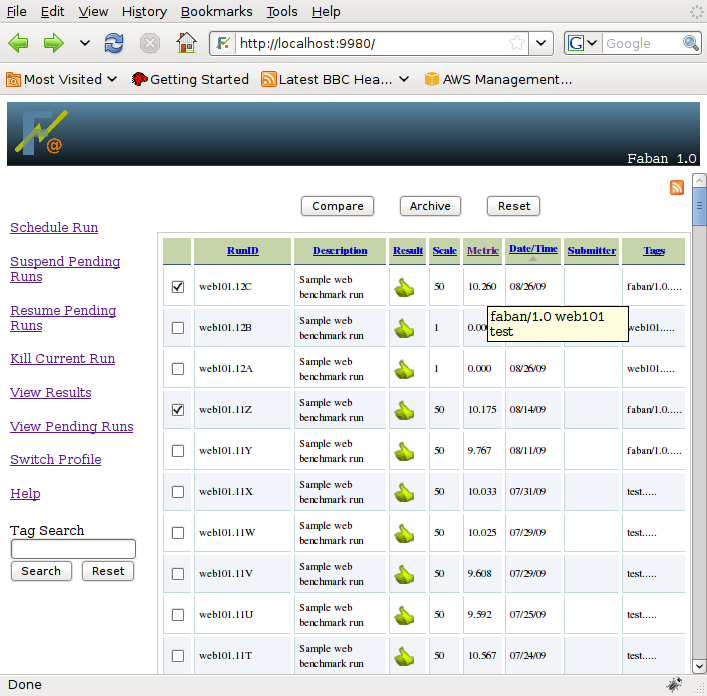 File Edit View History Bookmarks Tools Help
http://localhost:9980/ G Google
Most Visited Getting Started Latest BBC Hea... AWS Management...
@
Faban 1.0
Compare Archive Reset
Schedule Run
Suspend Pending
Runs
Resume Pending
Runs
Kill Current Run
View Results
View Pending Runs
Switch Profile
Help
Tag Search
Search Reset
RunID Description Result Scale Metric Date/Time Submitter Tags
web101.12C Sample web
benchmark run 50 10.260 08/26/09 faban/1.0.....
faban/1.0 web101
test
web101.12B Sample web
benchmark run 1 0.00 web101.....
web101.12A Sample web
benchmark run 1 0.000 08/26/09 web101.....
web101.11Z Sample web
benchmark run 50 10.175 08/14/09 faban/1.0.....
web101.11Y Sample web
benchmark run 50 9.767 08/11/09 faban/1.0.....
web101.11X Sample web
benchmark run 50 10.033 07/31/09 test.....
web101.11W Sample web
benchmark run 50 10.025 07/29/09 test.....
web101.11V Sample web
benchmark run 50 9.608 07/29/09 test.....
web101.11U Sample web
benchmark run 50 9.592 07/25/09 test.....
web101.11T Sample web
benchmark run 50 10.567 07/24/09 test.....
Done